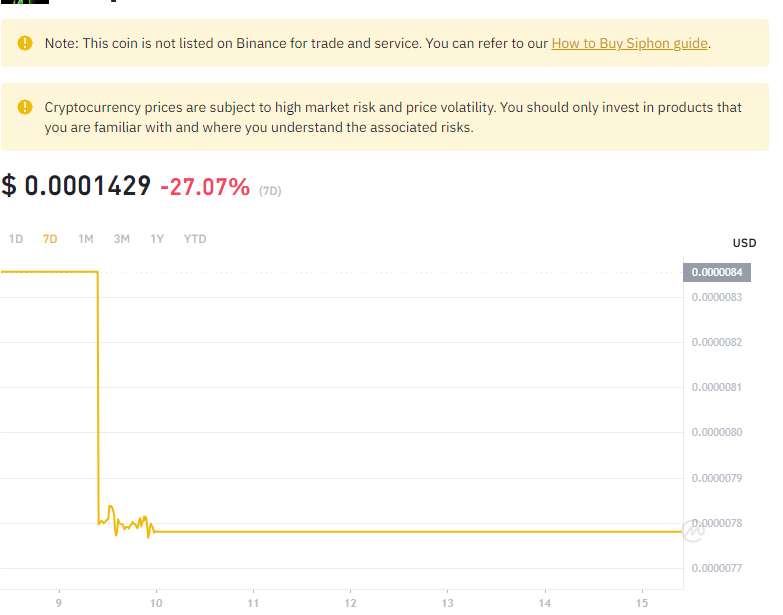 Note: This coin is not listed on Binance for trade and service. You can refer to our How to Buy Siphon guide.
Cryptocurrency prices are subject to high market risk and price volatility. You should only invest in products that
you are familiar with and where you understand the associated risks.
$ 0.0001429 -27.07% (7D)
1D 7D 1M 3M 1Y YTD
USD
0.0000084
0.0000083
0.0000082
0.0000081
0.0000080
0.0000079
0.0000078
0.0000077
9 10 11 12 13 14 15